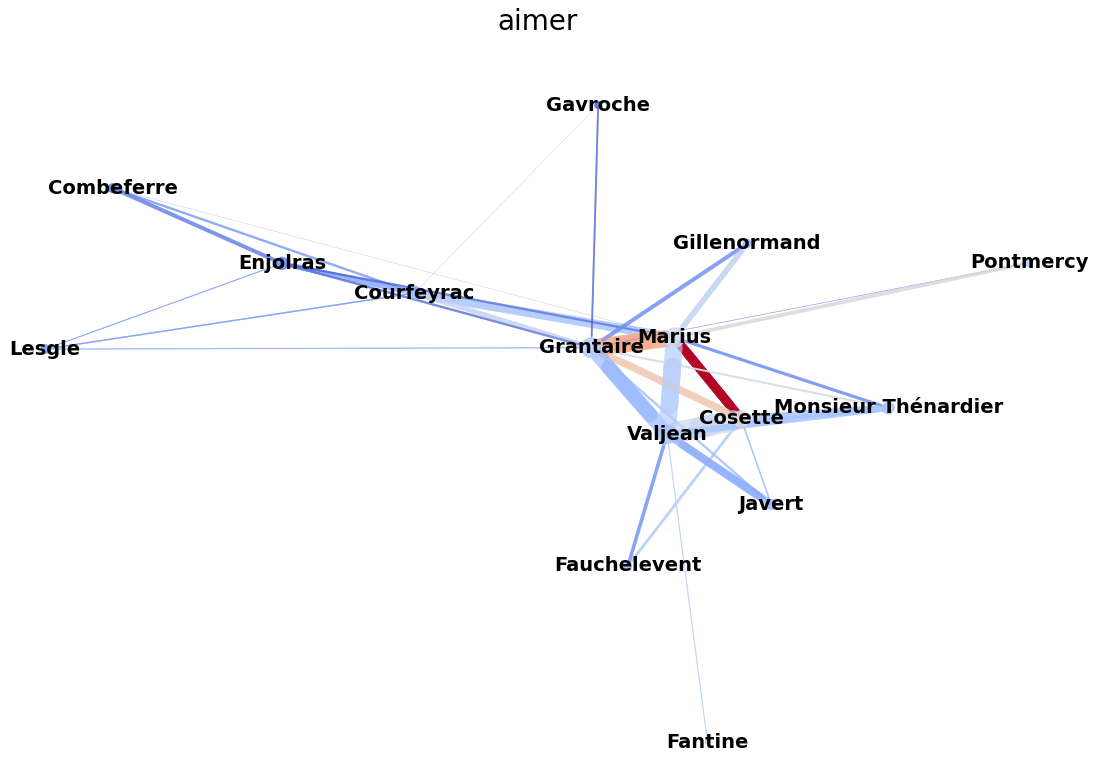 aimer
Gavroche
Combeferre
Gillenormand
Enjolras
Pontmercy
Courfeyrac
Marius
Grantaire
Lesgle
Monsieur Thénardier
Cosette
Valjean
Javert
Fauchelevent
Fantine